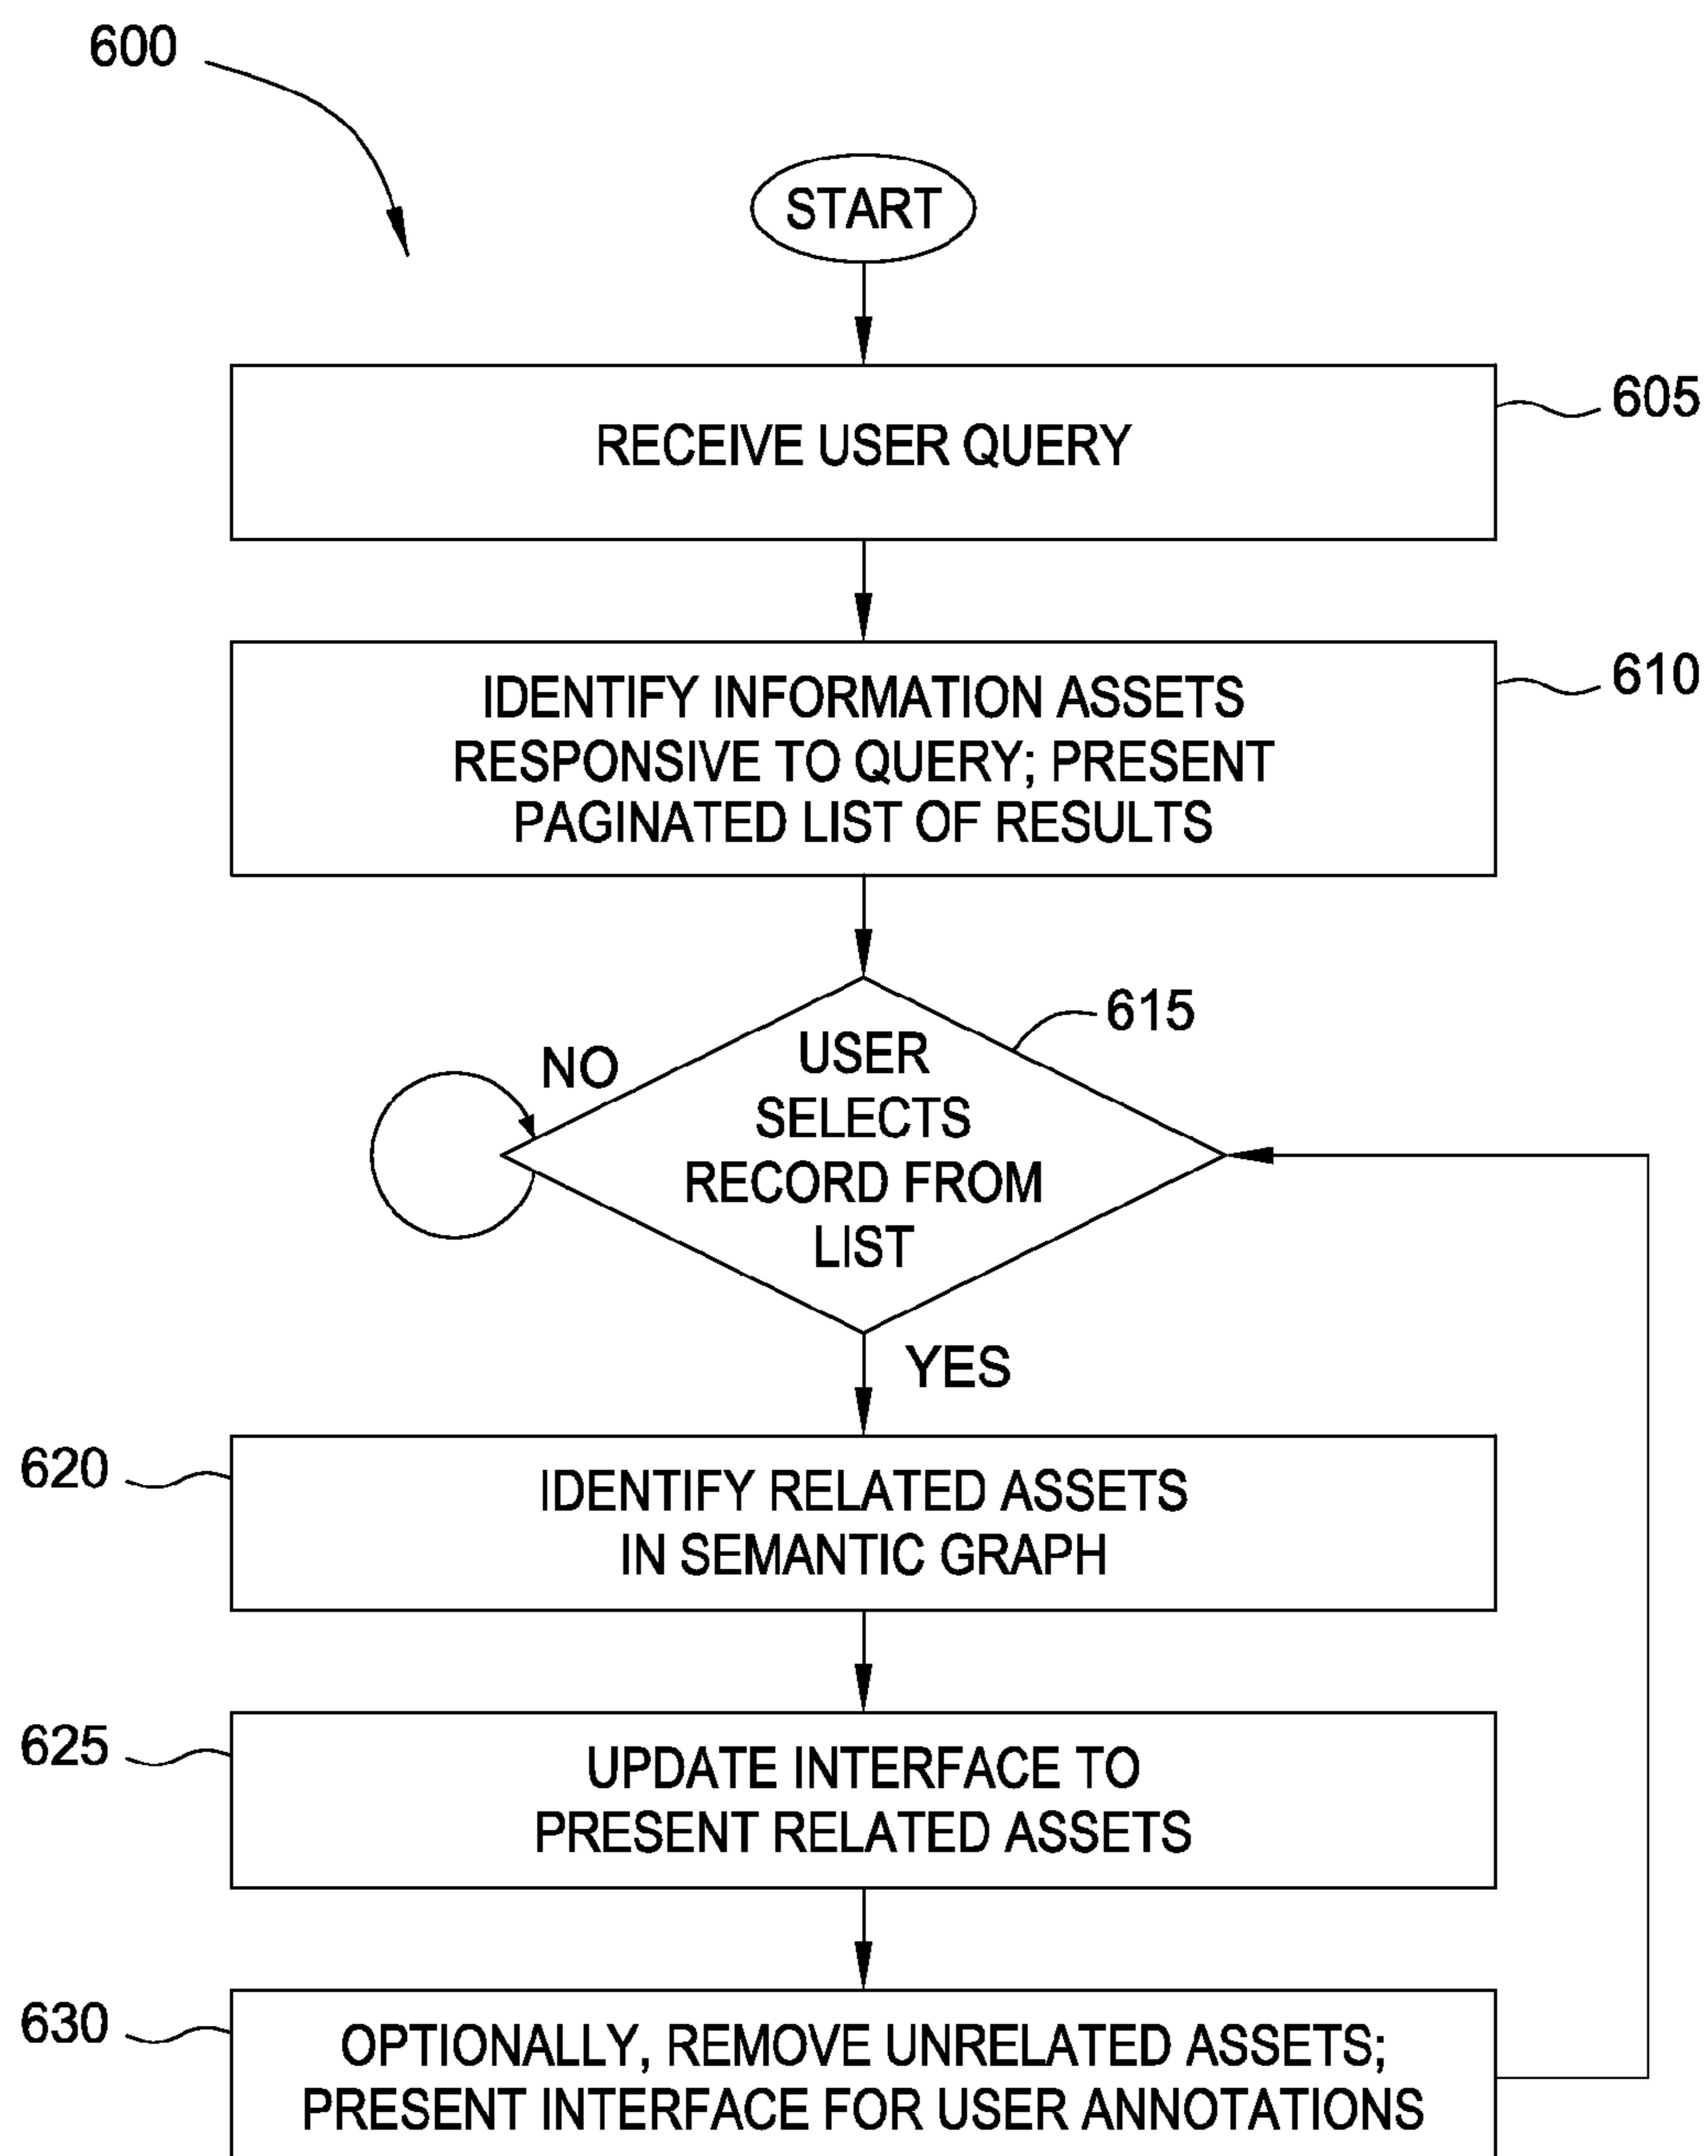 600
START
RECEIVE USER QUERY
605
IDENTIFY INFORMATION ASSETS
RESPONSIVE TO QUERY; PRESENT
PAGINATED LIST OF RESULTS
610
615
USER
SELECTS
RECORD FROM
LIST
NO
YES
620
IDENTIFY RELATED ASSETS
IN SEMANTIC GRAPH
625
UPDATE INTERFACE TO
PRESENT RELATED ASSETS
630
OPTIONALLY, REMOVE UNRELATED ASSETS;
PRESENT INTERFACE FOR USER ANNOTATIONS